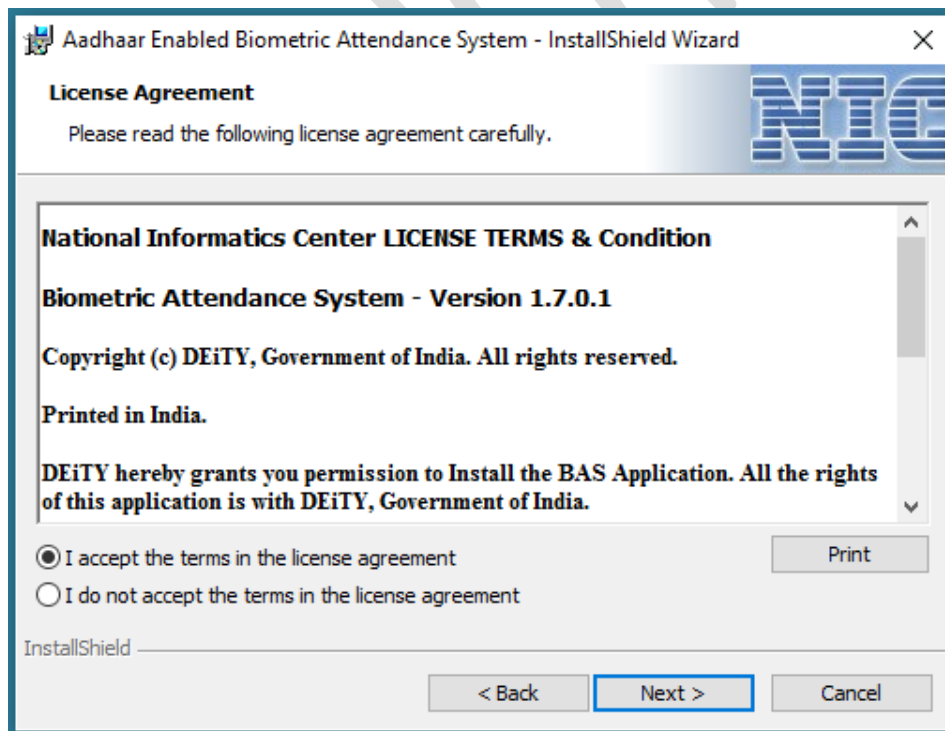 Aadhaar Enabled Biometric Attendance System - InstallShield Wizard
License Agreement
Please read the following license agreement carefully.
NIC
National Informatics Center LICENSE TERMS & Condition
Biometric Attendance System - Version 1.7.0.1
Copyright (c) DEiTY, Government of India. All rights reserved.
Printed in India.
DEiTY hereby grants you permission to Install the BAS Application. All the rights
of this application is with DEiTY, Government of India.
I accept the terms in the license agreement
Print
I do not accept the terms in the license agreement
InstallShield
< Back
Next >
Cancel